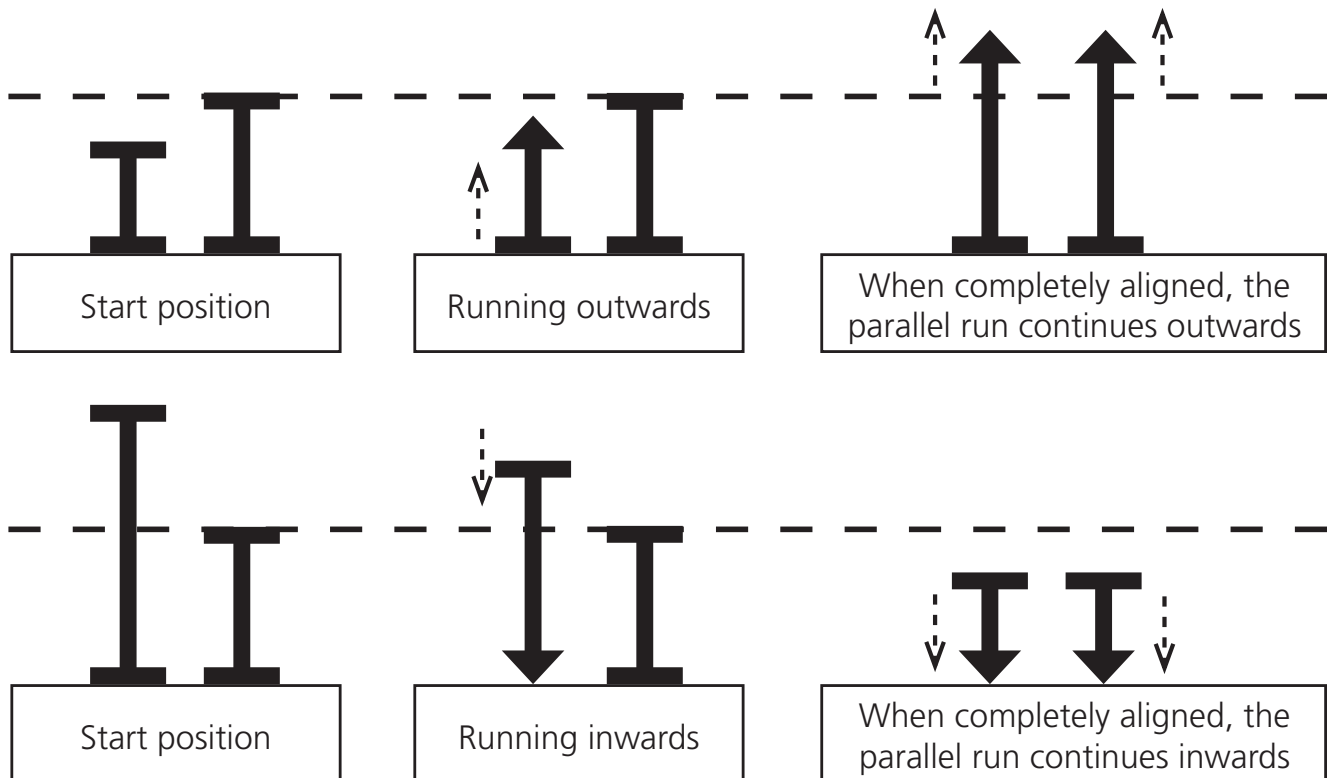 Start position
Running outwards
When completely aligned, the
parallel run continues outwards
Start position
Running inwards
When completely aligned, the
parallel run continues inwards